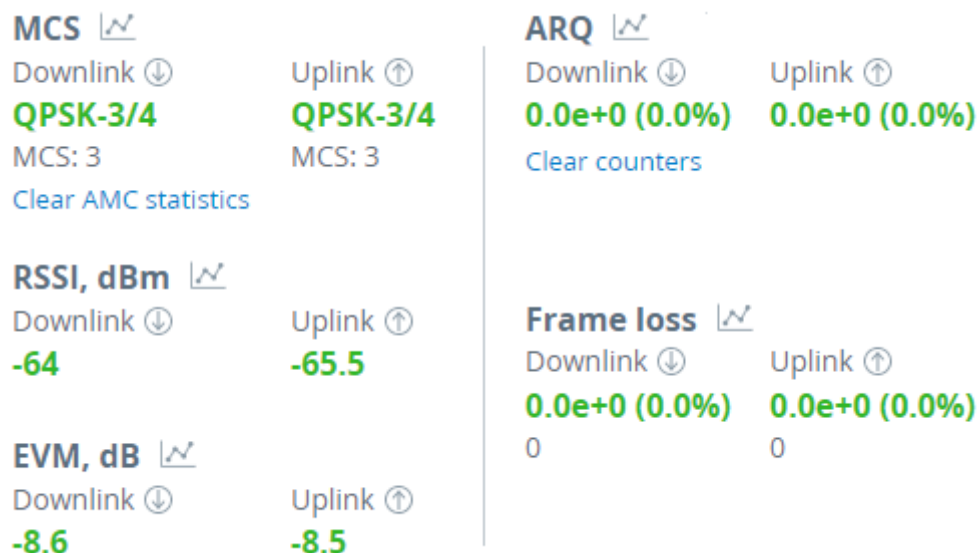 MCS
Downlink Uplink
QPSK-3/4 QPSK-3/4
MCS: 3 MCS: 3
Clear AMC statistics
RSSI, dBm
Downlink Uplink
-64 -65.5
EVM, dB
Downlink Uplink
-8.6 -8.5
ARQ
Downlink Uplink
0.0e+0 (0.0%) 0.0e+0 (0.0%)
Clear counters
Frame loss
Downlink Uplink
0.0e+0 (0.0%) 0.0e+0 (0.0%)
0 0